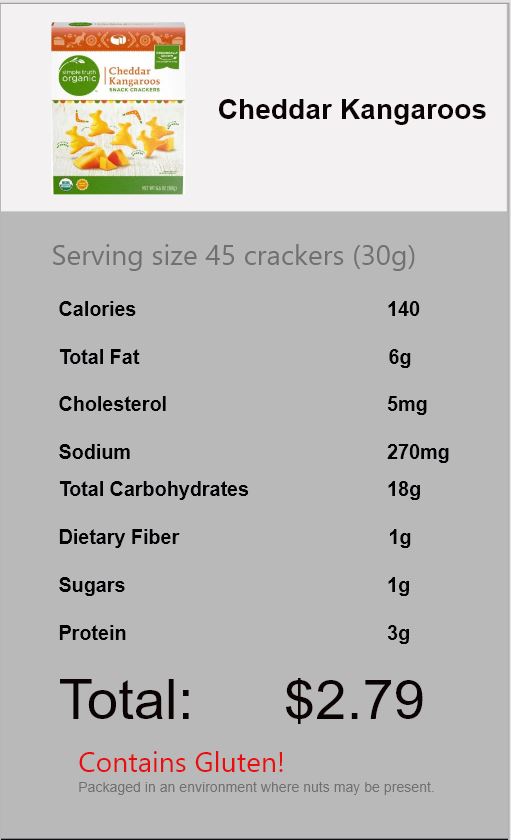 simple truth
organic
Cheddar
Kangaroos
SNACK CRACKERS
NET WT 6.6 OZ (187g)
Cheddar Kangaroos
Serving size 45 crackers (30g)
Calories 140
Total Fat 6g
Cholesterol 5mg
Sodium 270mg
Total Carbohydrates 18g
Dietary Fiber 1g
Sugars 1g
Protein 3g
Total: $2.79
Contains Gluten!
Packaged in an environment where nuts may be present.